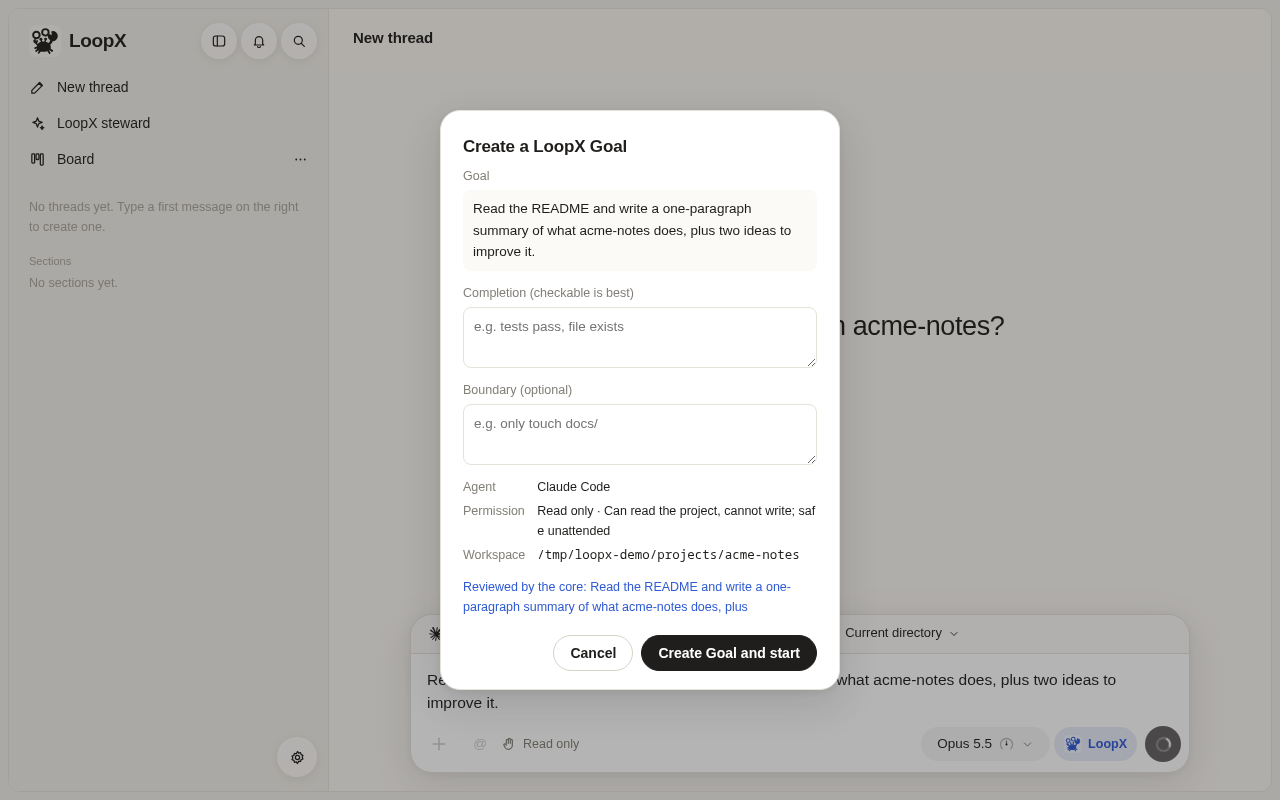 LoopX
New thread
LoopX steward
Board
No threads yet. Type a first message on the right
to create one.
Sections
No sections yet.
New thread
acme-notes?
Create a LoopX Goal
Goal
Read the README and write a one-paragraph
summary of what acme-notes does, plus two ideas to
improve it.
Completion (checkable is best)
e.g. tests pass, file exists
Boundary (optional)
e.g. only touch docs/
Agent Claude Code
Permission Read only · Can read the project, cannot write; saf
e unattended
Workspace /tmp/loopx-demo/projects/acme-notes
Reviewed by the core: Read the README and write a one-
paragraph summary of what acme-notes does, plus
Cancel Create Goal and start
Current directory
what acme-notes does, plus two ideas to
improve it.
@ Read only Opus 5.5 LoopX